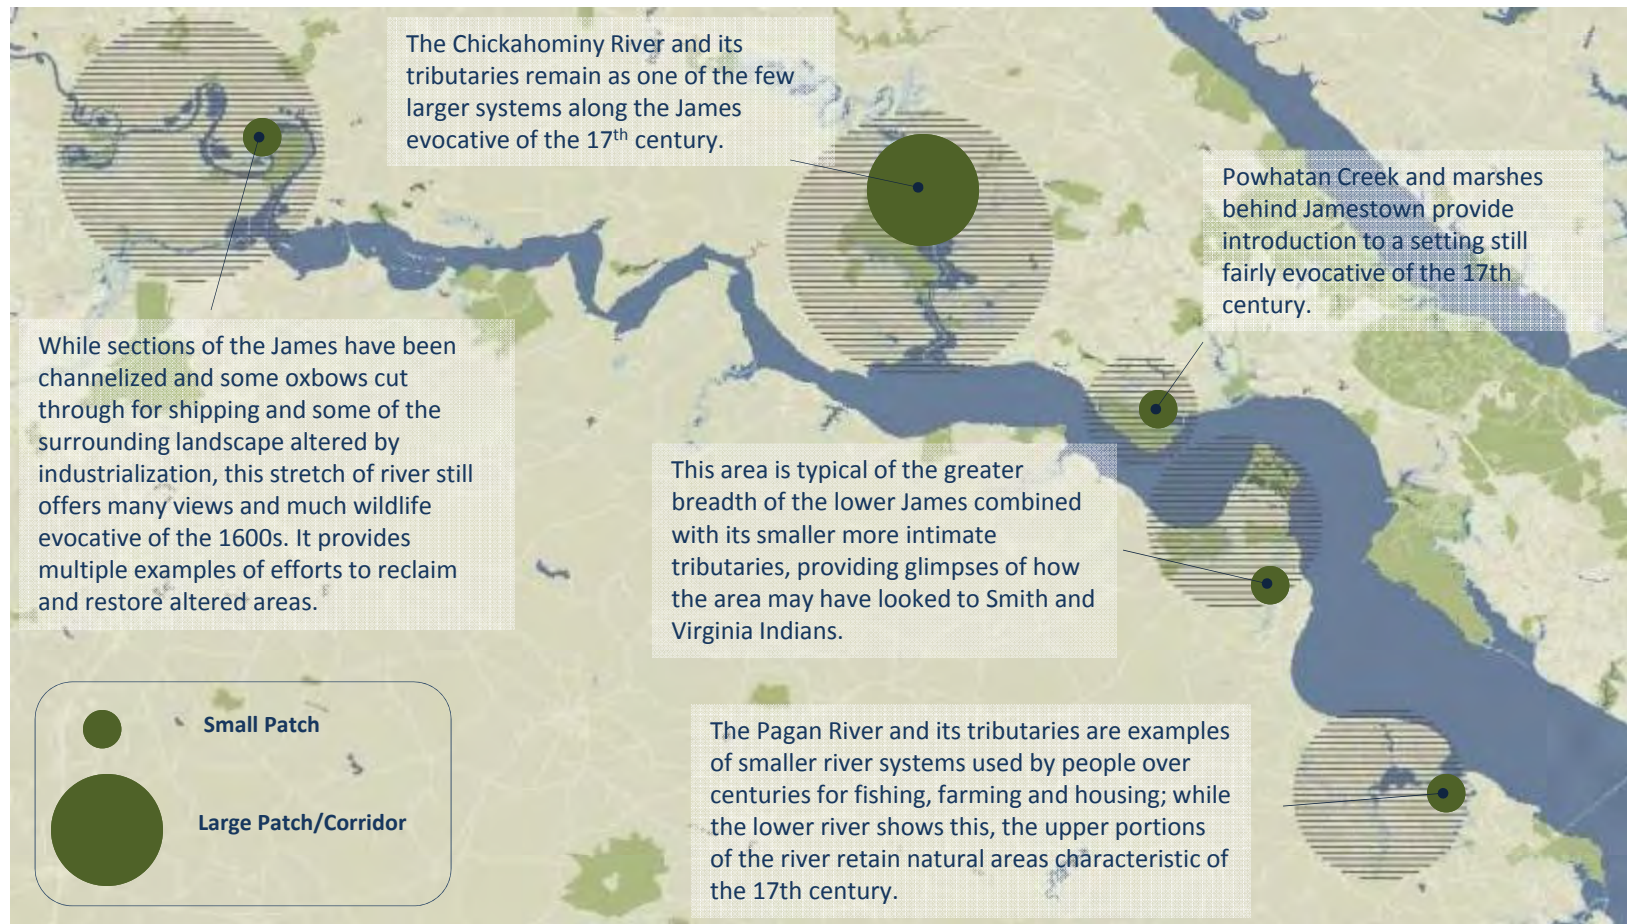 The Chickahominy River and its
tributaries remain as one of the few
larger systems along the James
evocative of the 17th century.
Powhatan Creek and marshes
behind Jamestown provide
introduction to a setting still
fairly evocative of the 17th
century.
While sections of the James have been
channelized and some oxbows cut
through for shipping and some of the
surrounding landscape altered by
industrialization, this stretch of river still
offers many views and much wildlife
evocative of the 1600s. It provides
multiple examples of efforts to reclaim
and restore altered areas.
This area is typical of the greater
breadth of the lower James combined
with its smaller more intimate
tributaries, providing glimpses of how
the area may have looked to Smith and
Virginia Indians.
The Pagan River and its tributaries are examples
of smaller river systems used by people over
centuries for fishing, farming and housing; while
the lower river shows this, the upper portions
of the river retain natural areas characteristic of
the 17th century.
Small Patch
Large Patch/Corridor